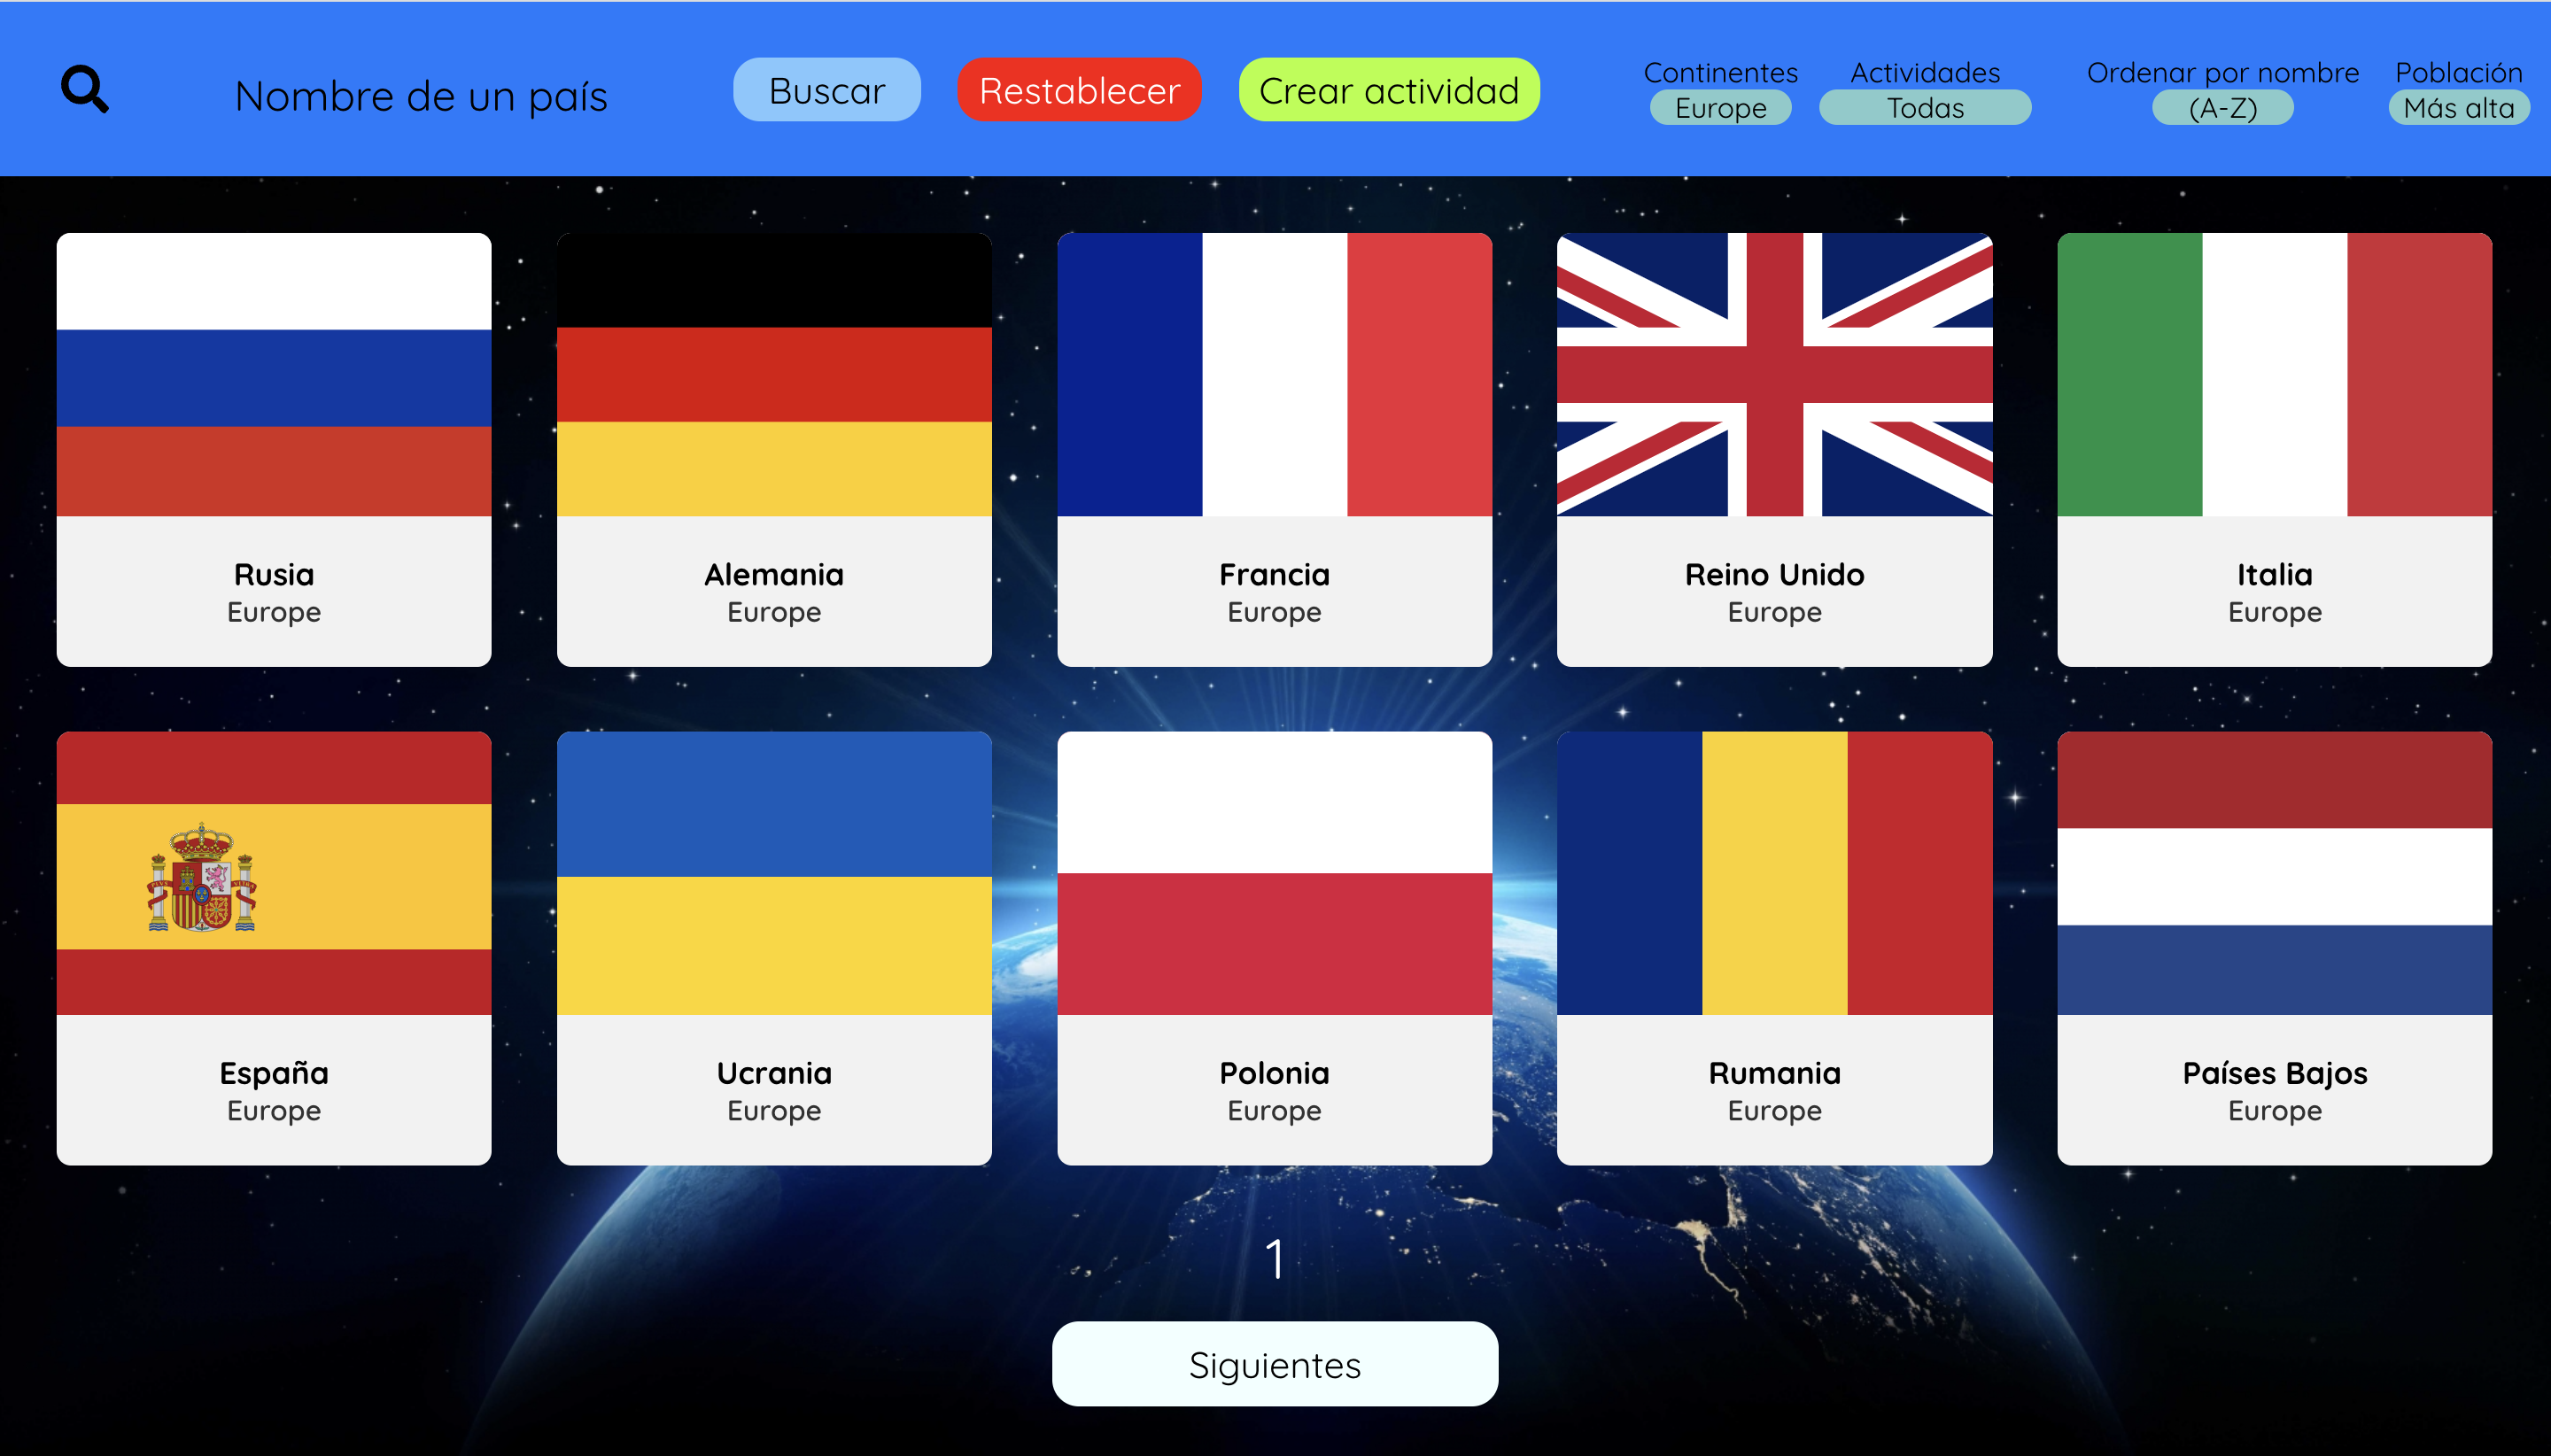 Nombre de un país
Buscar
Restablecer
Crear actividad
Continentes
Europe
Actividades
Todas
Ordenar por nombre
(A-Z)
Población
Más alta
Rusia
Europe
Alemania
Europe
Francia
Europe
Reino Unido
Europe
Italia
Europe
España
Europe
Ucrania
Europe
Polonia
Europe
Rumania
Europe
Países Bajos
Europe
1
Siguientes